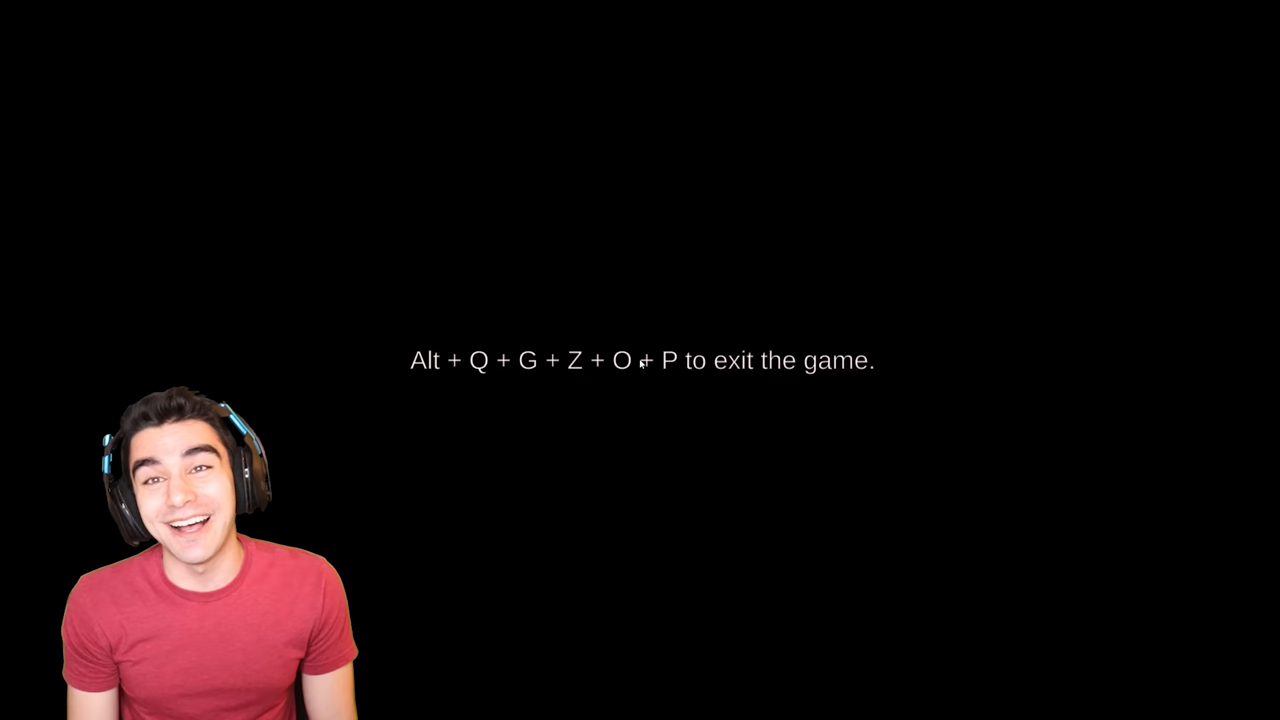 Alt + Q + G + Z + O + P to exit the game.